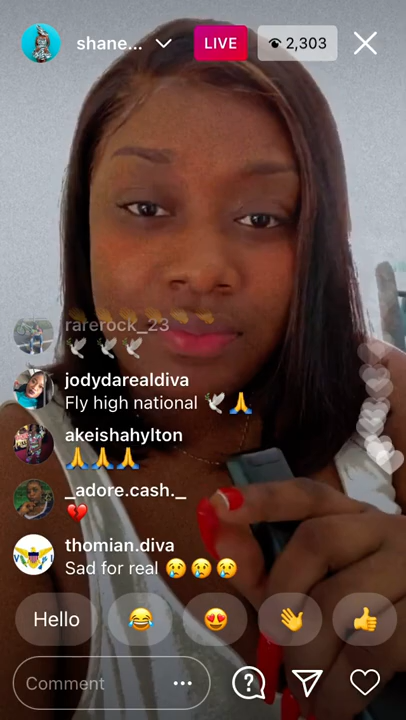 shane...
LIVE
2,303
rarerock_23
🕊️ 🕊️ 🕊️
jodydarealdiva
Fly high national 🕊️🙏
akeishahylton
🙏🙏🙏
_adore.cash._
💔
thomian.diva
Sad for real 😢😢😢
Hello 😂 😍 👋 👍
Comment ...